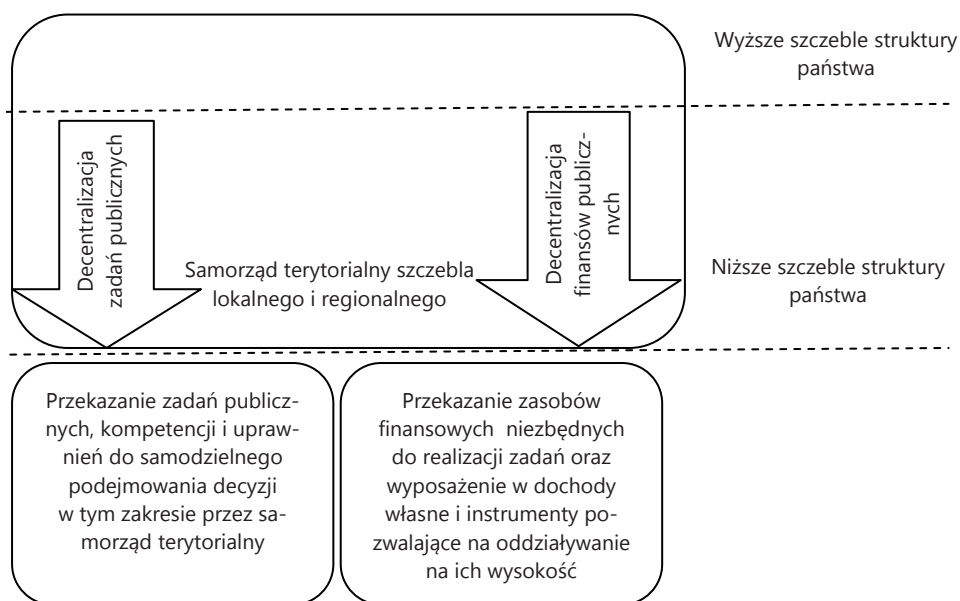 Wyższe szczeble struktury
państwa
Decentralizacja
zadań publicznych
Decentralizacja
finansów publicz-
nych
Samorząd terytorialny szczebla
lokalnego i regionalnego
Niższe szczeble struktury
państwa
Przekazanie zadań publicz-
nych, kompetencji i upraw-
nień do samodzielnego
podejmowania decyzji
w tym zakresie przez sa-
morząd terytorialny
Przekazanie zasobów
finansowych niezbędnych
do realizacji zadań oraz
wyposażenie w dochody
własne i instrumenty po-
zwalające na oddziaływanie
na ich wysokość